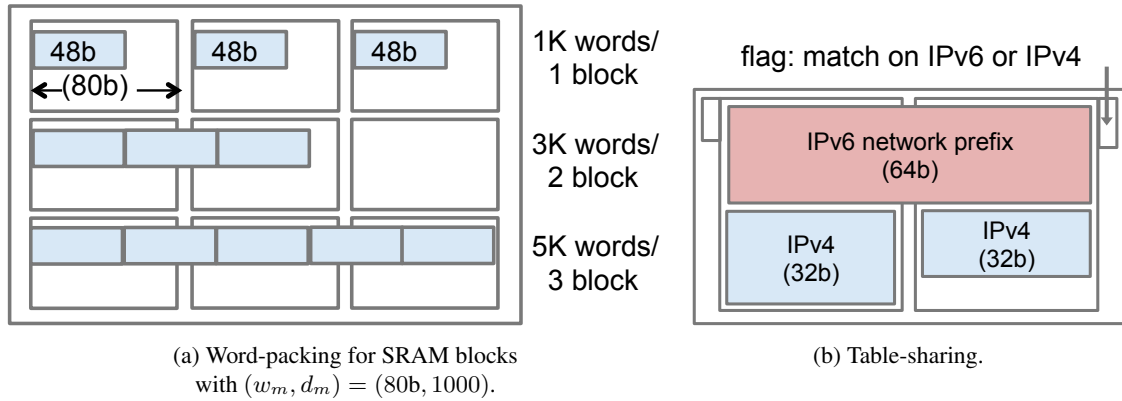 48b 48b 48b
(80b)
1K words/
1 block
3K words/
2 block
5K words/
3 block
(a) Word-packing for SRAM blocks
with (wₘ, dₘ) = (80b, 1000).
flag: match on IPv6 or IPv4
IPv6 network prefix
(64b)
IPv4
(32b)
IPv4
(32b)
(b) Table-sharing.